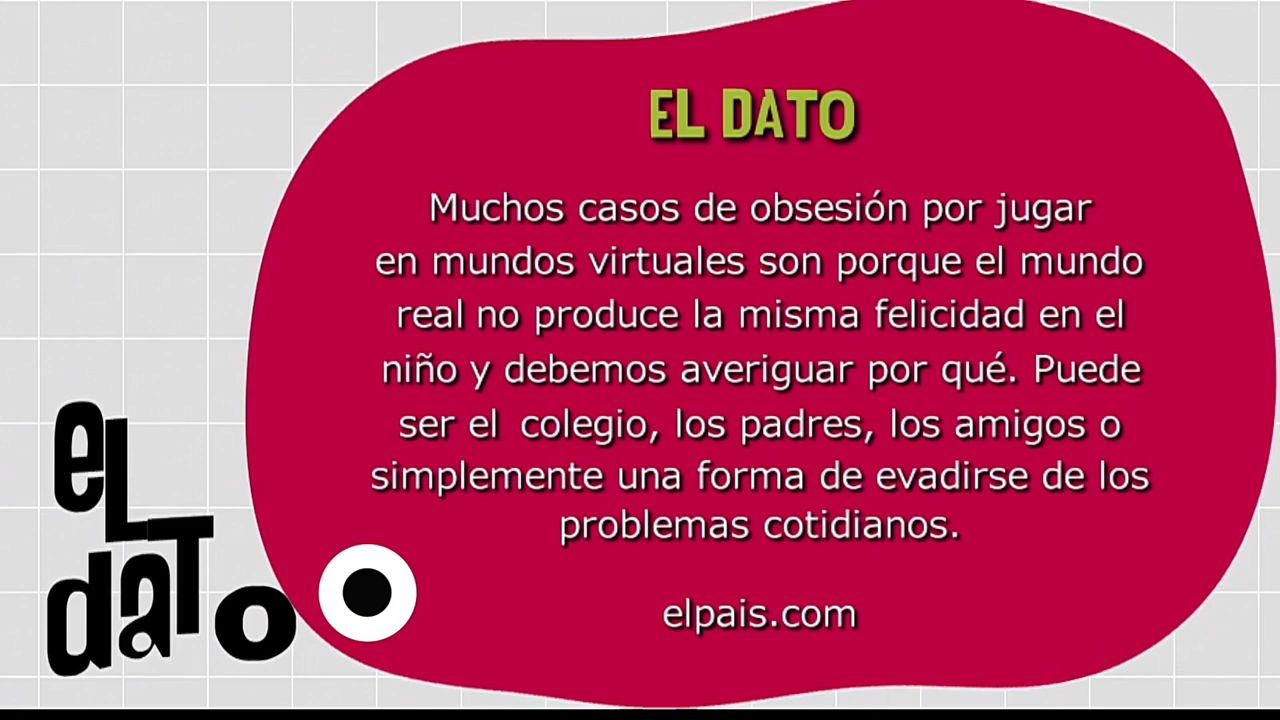 EL DATO
Muchos casos de obsesión por jugar
en mundos virtuales son porque el mundo
real no produce la misma felicidad en el
niño y debemos averiguar por qué. Puede
ser el colegio, los padres, los amigos o
simplemente una forma de evadirse de los
problemas cotidianos.
elpais.com
eL
daTo